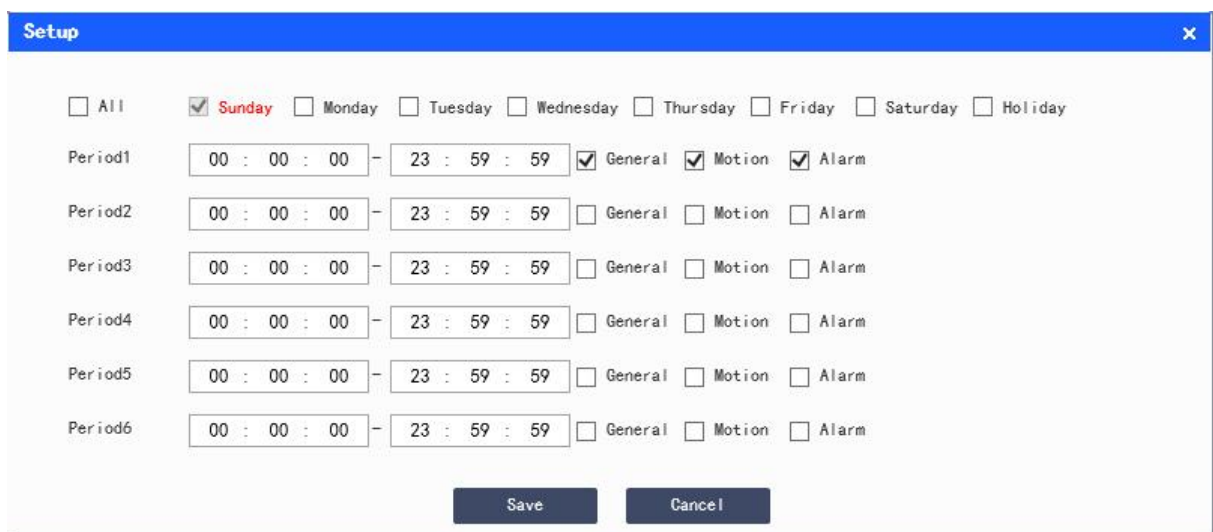 Setup
All Sunday Monday Tuesday Wednesday Thursday Friday Saturday Holiday
Period1 00 : 00 : 00 - 23 : 59 : 59 General Motion Alarm
Period2 00 : 00 : 00 - 23 : 59 : 59 General Motion Alarm
Period3 00 : 00 : 00 - 23 : 59 : 59 General Motion Alarm
Period4 00 : 00 : 00 - 23 : 59 : 59 General Motion Alarm
Period5 00 : 00 : 00 - 23 : 59 : 59 General Motion Alarm
Period6 00 : 00 : 00 - 23 : 59 : 59 General Motion Alarm
Save Cancel